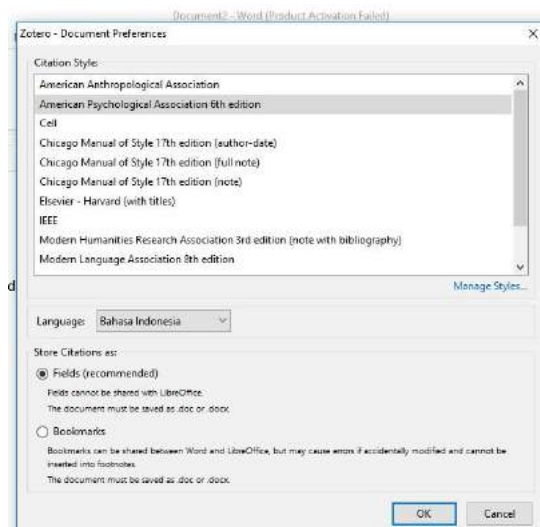 Document2 - Word (Product Activation Failed)
Zotero - Document Preferences
Citation Style:
American Anthropological Association
American Psychological Association 6th edition
Cell
Chicago Manual of Style 17th edition (author-date)
Chicago Manual of Style 17th edition (full note)
Chicago Manual of Style 17th edition (note)
Elsevier - Harvard (with titles)
IEEE
Modern Humanities Research Association 3rd edition (note with bibliography)
Modern Language Association 8th edition
d
Manage Styles...
Language: Bahasa Indonesia
Store Citations as:
Fields (recommended)
Fields cannot be shared with LibreOffice.
The document must be saved as .doc or .docx.
Bookmarks
Bookmarks can be shared between Word and LibreOffice, but may cause errors if accidentally modified and cannot be
inserted into footnotes.
The document must be saved as .doc or .docx.
OK Cancel